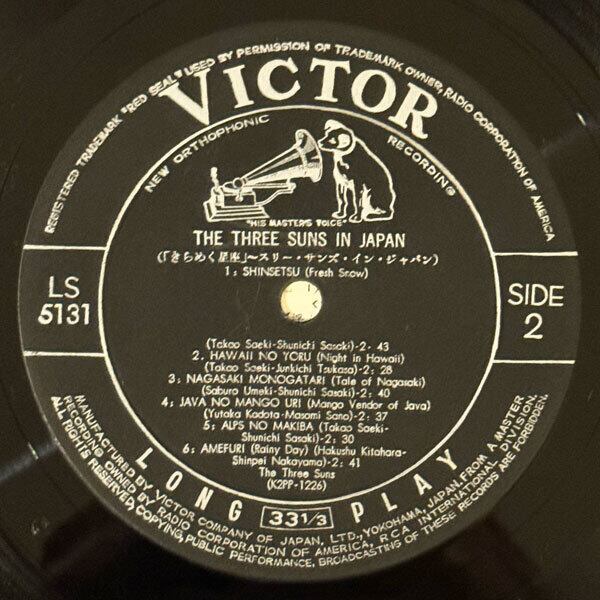 REGISTERED TRADEMARK "RED SEAL" USED BY PERMISSION OF TRADEMARK OWNER, RADIO CORPORATION OF AMERICA
VICTOR
NEW ORTHOPHONIC RECORDING
"HIS MASTER'S VOICE"
THE THREE SUNS IN JAPAN
(「きらめく星座」〜スリー・サンズ・イン・ジャパン)
1: SHINSETSU (Fresh Snow)
LS
5131
SIDE
2
(Takao Saeki-Shunichi Sasaki)-2: 43
2. HAWAII NO YORU (Night in Hawaii)
(Takao Saeki-Junkichi Tsukasa)-2: 28
3: NAGASAKI MONOGATARI (Tale of Nagasaki)
(Saburo Umeki-Shunichi Sasaki)-2: 40
4: JAVA NO MANGO URI (Mango Vendor of Java)
(Yutaka Kadota-Masami Sano)-2: 37
5: ALPS NO MAKIBA (Takao Saeki-
Shunichi Sasaki)-2: 30
6: AMEFURI (Rainy Day) (Hakushu Kitahara-
Shinpei Nakayama)-2: 41
The Three Suns
(K2PP-1226)
LONG 33 1/3 PLAY
MANUFACTURED BY VICTOR COMPANY OF JAPAN, LTD., YOKOHAMA, JAPAN, FROM A MASTER
RECORDING OWNED BY RADIO CORPORATION OF AMERICA, RCA INTERNATIONAL DIVISION.
ALL RIGHTS RESERVED, COPYING, PUBLIC PERFORMANCE, BROADCASTING OF THESE RECORDS ARE FORBIDDEN.